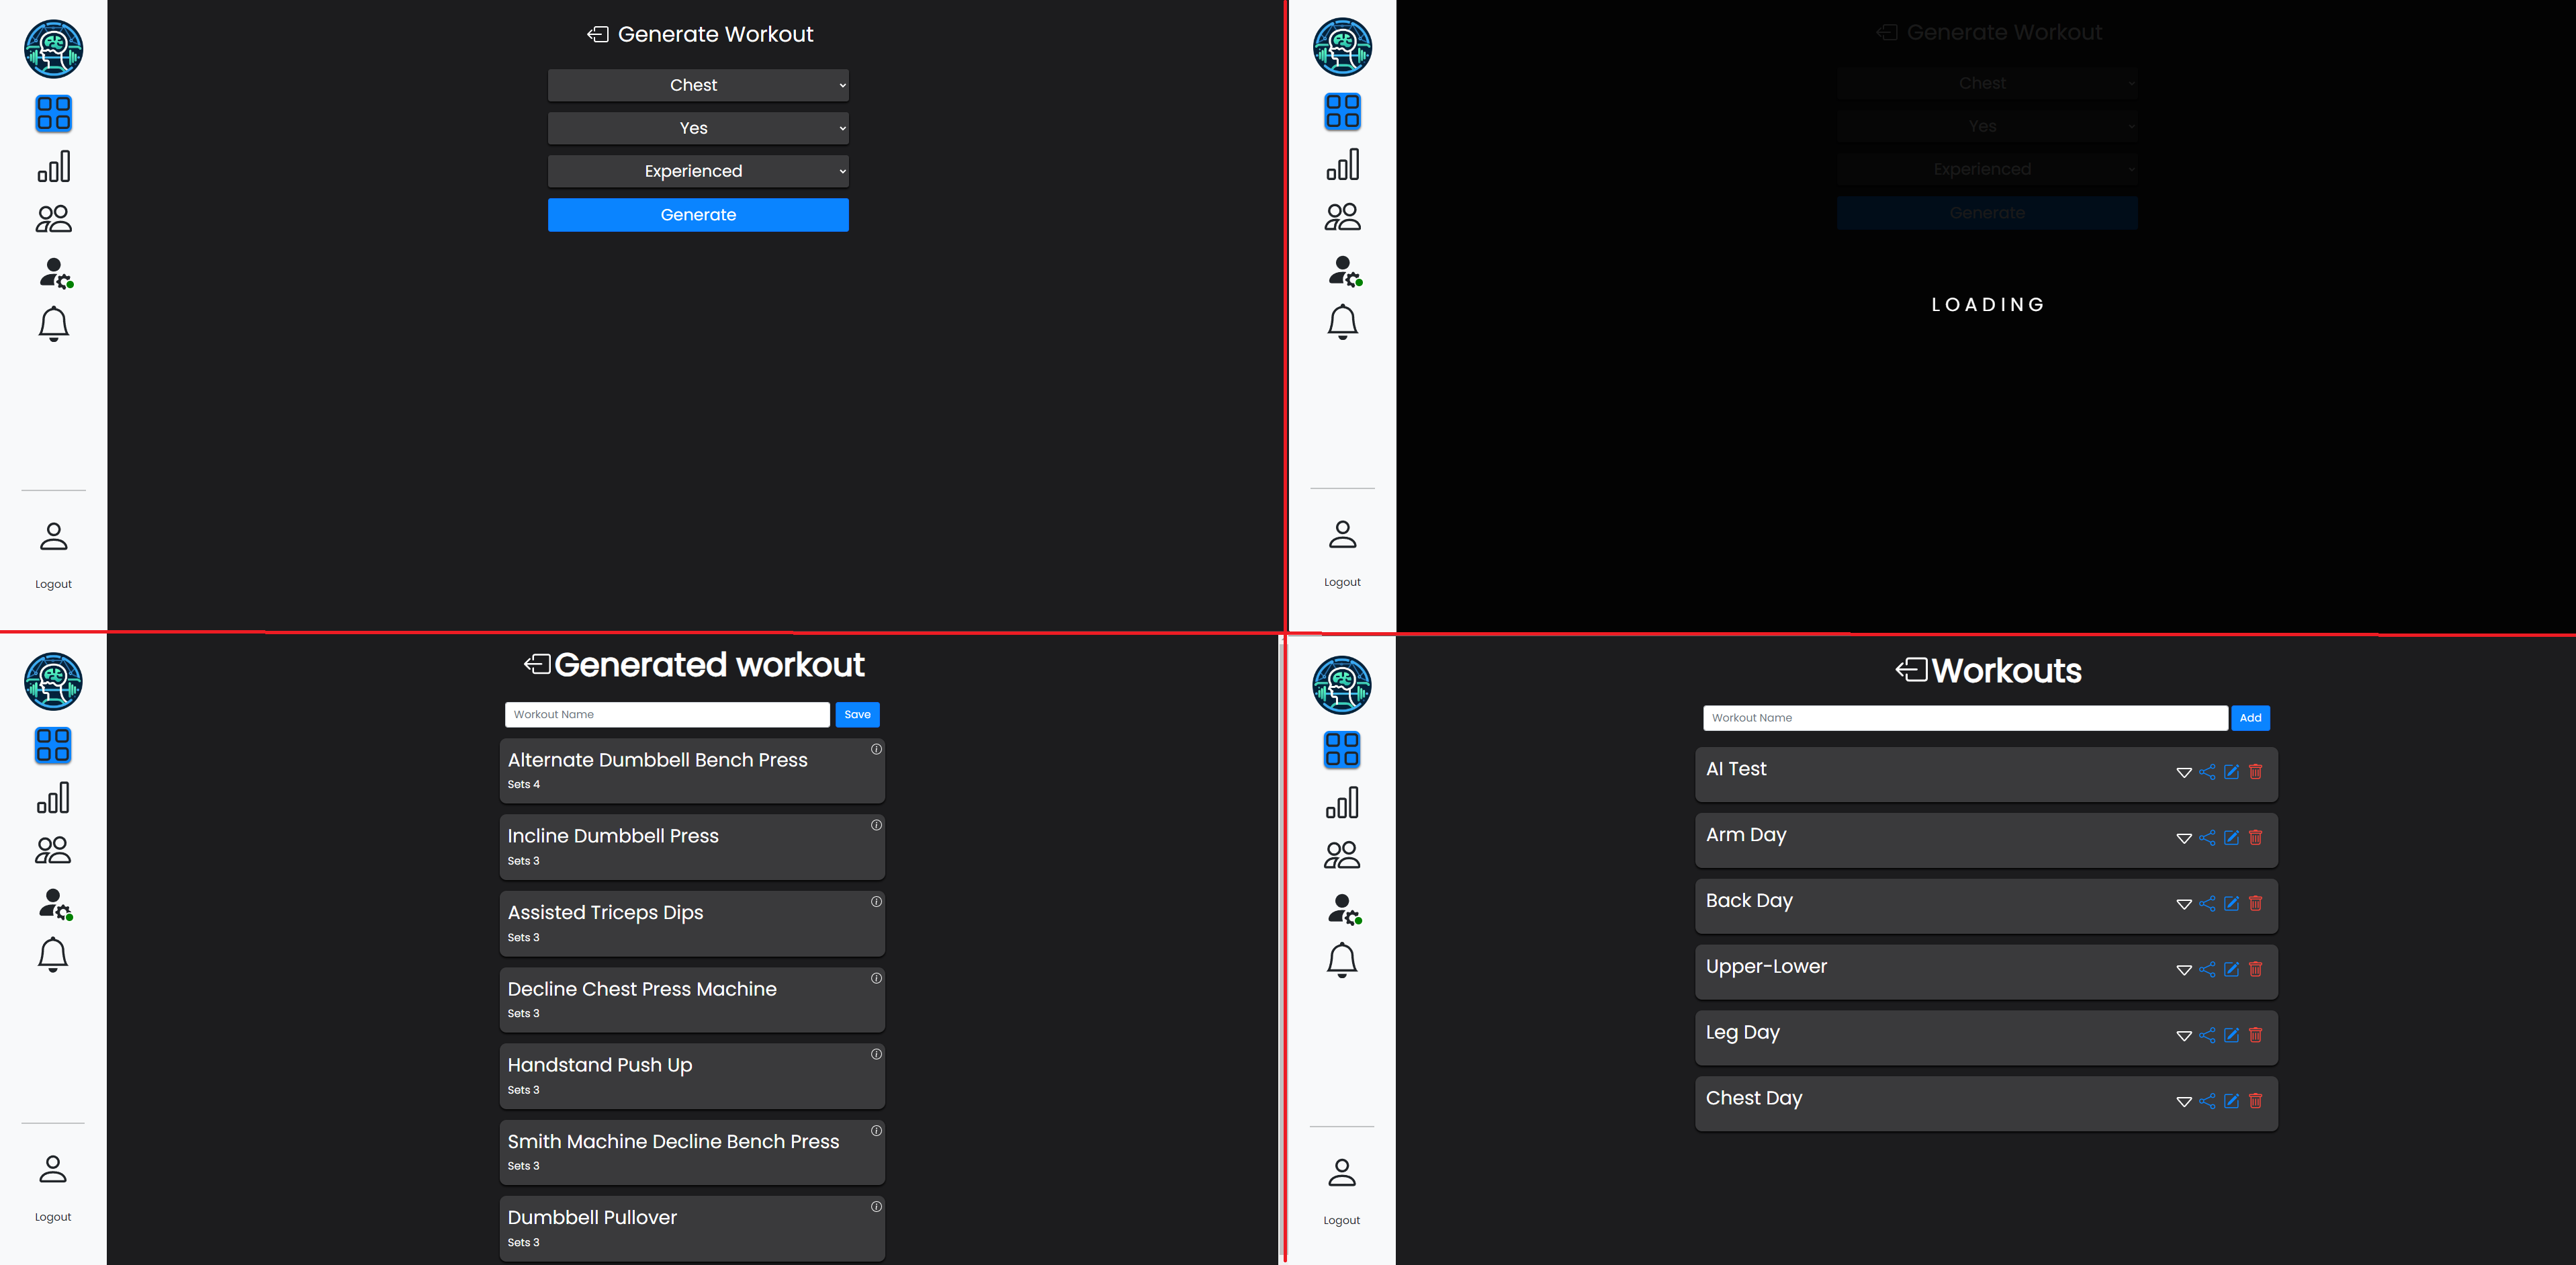 Generate Workout
Chest
Yes
Experienced
Generate
Logout
Generate Workout
Chest
Yes
Experienced
Generate
LOADING
Logout
Generated workout
Workout Name
Save
Alternate Dumbbell Bench Press
Sets 4
Incline Dumbbell Press
Sets 3
Assisted Triceps Dips
Sets 3
Decline Chest Press Machine
Sets 3
Handstand Push Up
Sets 3
Smith Machine Decline Bench Press
Sets 3
Dumbbell Pullover
Sets 3
Logout
Workouts
Workout Name
Add
AI Test
Arm Day
Back Day
Upper-Lower
Leg Day
Chest Day
Logout